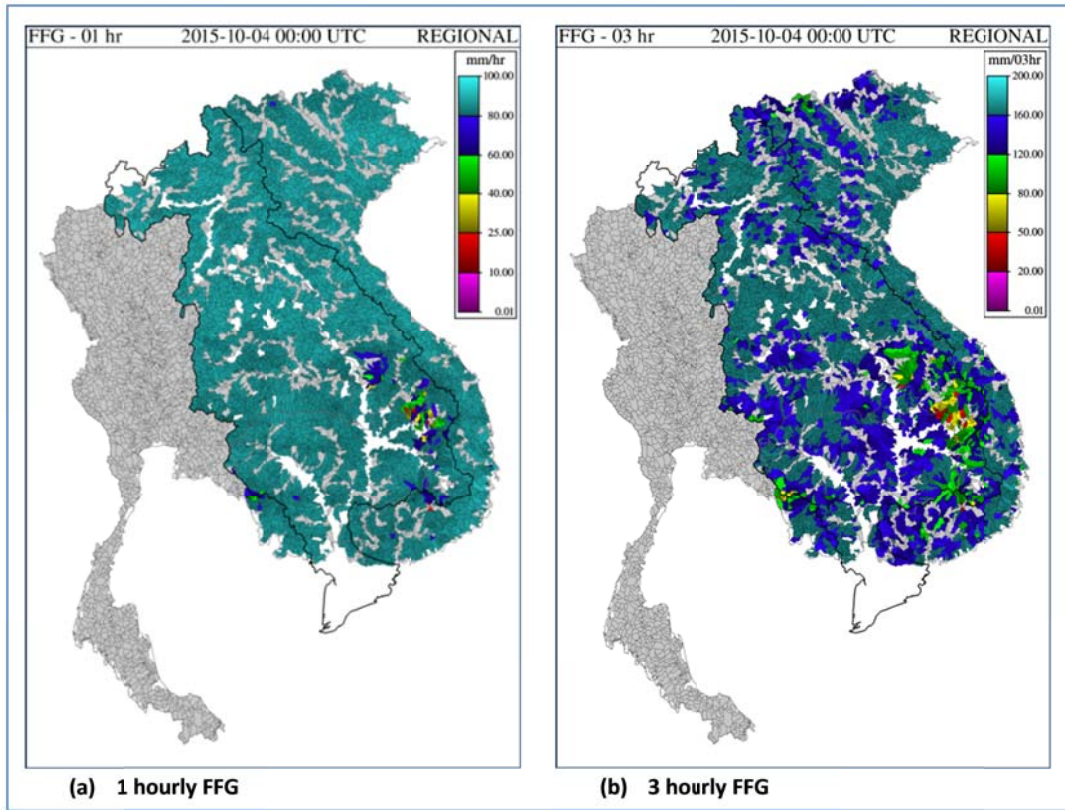 FFG - 01 hr 2015-10-04 00:00 UTC REGIONAL
mm/hr
100.00
80.00
60.00
40.00
25.00
10.00
0.01
(a) 1 hourly FFG
FFG - 03 hr 2015-10-04 00:00 UTC REGIONAL
mm/03hr
200.00
160.00
120.00
80.00
50.00
20.00
0.01
(b) 3 hourly FFG